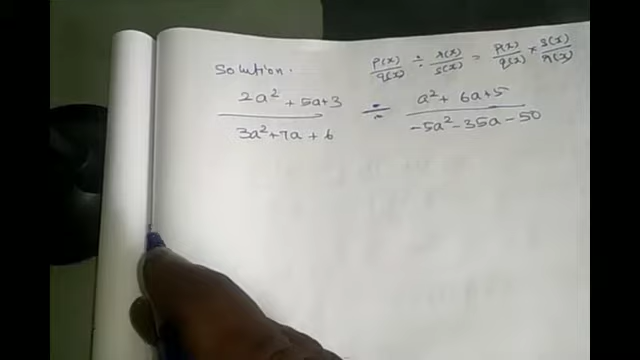 Solution.
p(x)/q(x) ÷ r(x)/s(x) = p(x)/q(x) × s(x)/r(x)
2a² + 5a + 3 / 3a² + 7a + 6 ÷ a² + 6a + 5 / -5a² - 35a - 50